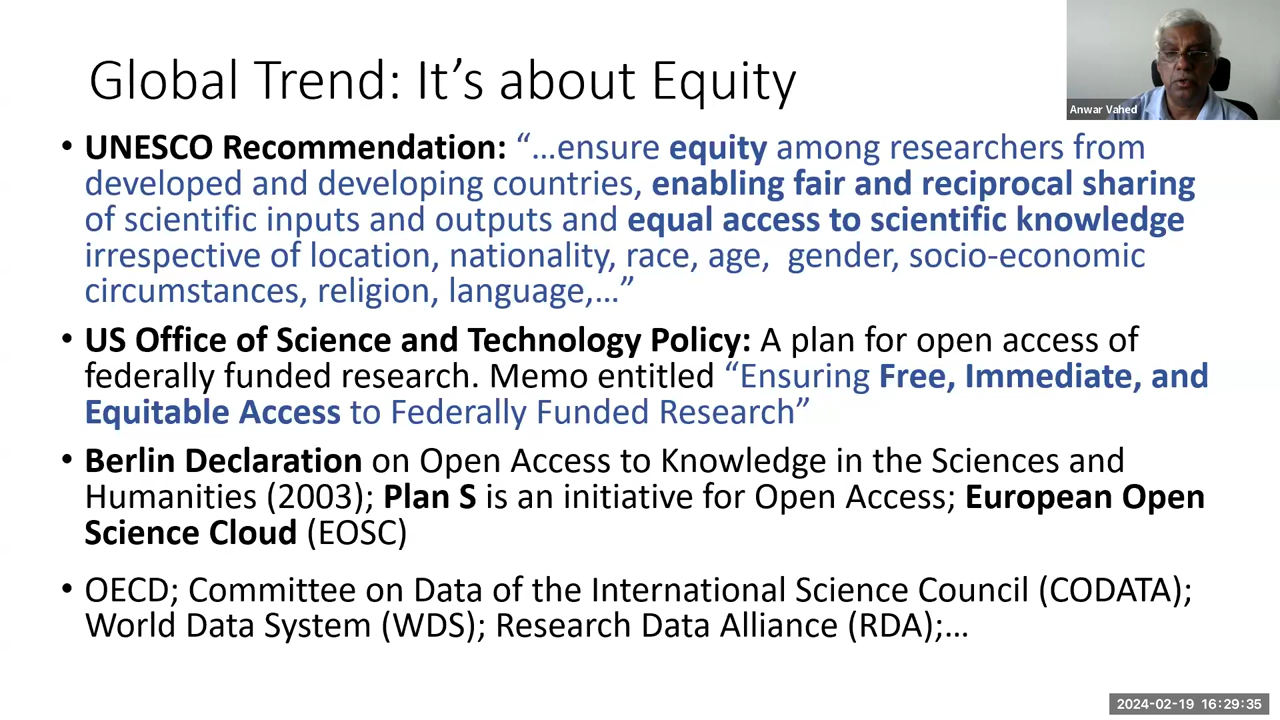 Global Trend: It's about Equity
Anwar Vahed
• UNESCO Recommendation: “…ensure equity among researchers from
developed and developing countries, enabling fair and reciprocal sharing
of scientific inputs and outputs and equal access to scientific knowledge
irrespective of location, nationality, race, age,  gender, socio-economic
circumstances, religion, language,…”
• US Office of Science and Technology Policy: A plan for open access of
federally funded research. Memo entitled “Ensuring Free, Immediate, and
Equitable Access to Federally Funded Research”
• Berlin Declaration on Open Access to Knowledge in the Sciences and
Humanities (2003); Plan S is an initiative for Open Access; European Open
Science Cloud (EOSC)
• OECD; Committee on Data of the International Science Council (CODATA);
World Data System (WDS); Research Data Alliance (RDA);…
2024-02-19 16:29:35